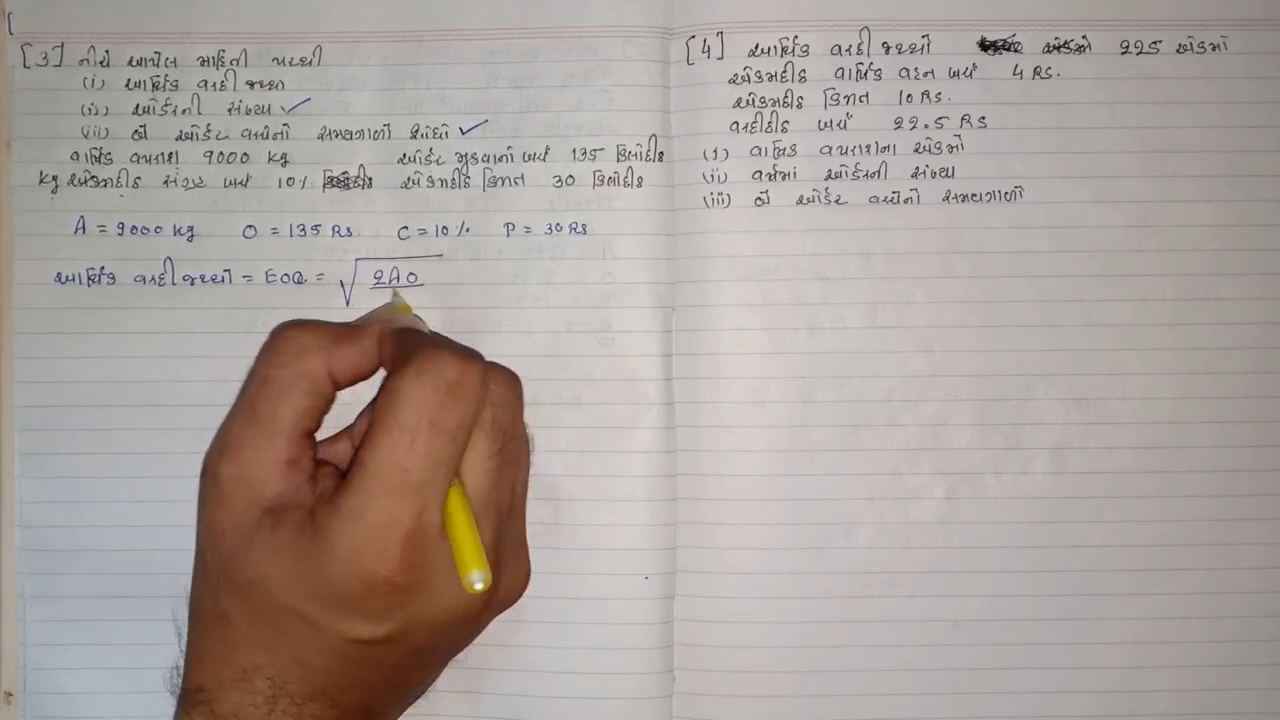 [3] નીચે આપેલ માહિતી પરથી
(i) આર્થિક વરદી જથ્થો
(ii) ઓર્ડરની સંખ્યા ✓
(iii) બે ઓર્ડર વચ્ચેનો સમયગાળો શોધો ✓
વાર્ષિક વપરાશ 9000 kg ઓર્ડર મુકવાનો ખર્ચ 135 કિલોદીઠ
kg એકમદીઠ સંગ્રહ ખર્ચ 10% એકમદીઠ કિંમત 30 કિલોદીઠ
A = 9000 kg O = 135 RS. C = 10% P = 30 RS
આર્થિક વરદી જથ્થો = EOQ = √ 2AO
[4] આર્થિક વરદી જથ્થો 225 એકમો
એકમદીઠ વાર્ષિક વહન ખર્ચ 4 RS.
એકમદીઠ કિંમત 10 RS.
વરદીદીઠ ખર્ચ 22.5 RS
(i) વાર્ષિક વપરાશના એકમો
(ii) વર્ષમાં ઓર્ડરની સંખ્યા
(iii) બે ઓર્ડર વચ્ચેનો સમયગાળો